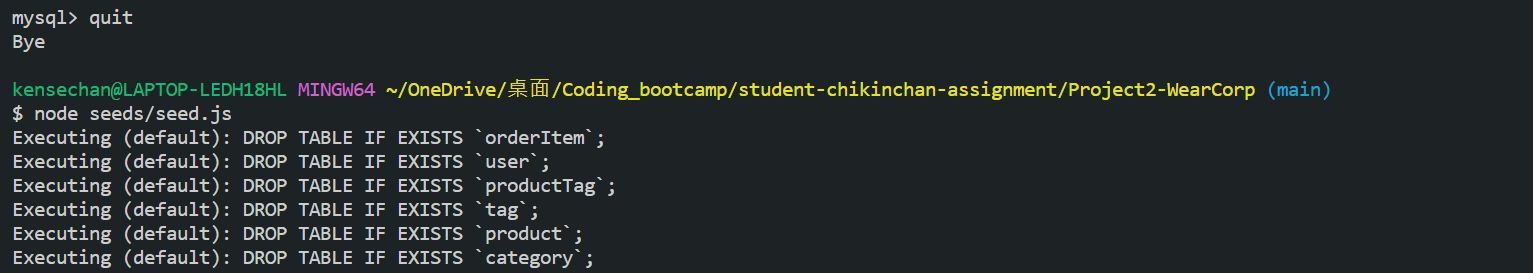 mysql> quit
Bye
kensechan@LAPTOP-LEDH18HL MINGW64 ~/OneDrive/桌面/Coding_bootcamp/student-chikinchan-assignment/Project2-WearCorp (main)
$ node seeds/seed.js
Executing (default): DROP TABLE IF EXISTS `orderItem`;
Executing (default): DROP TABLE IF EXISTS `user`;
Executing (default): DROP TABLE IF EXISTS `productTag`;
Executing (default): DROP TABLE IF EXISTS `tag`;
Executing (default): DROP TABLE IF EXISTS `product`;
Executing (default): DROP TABLE IF EXISTS `category`;